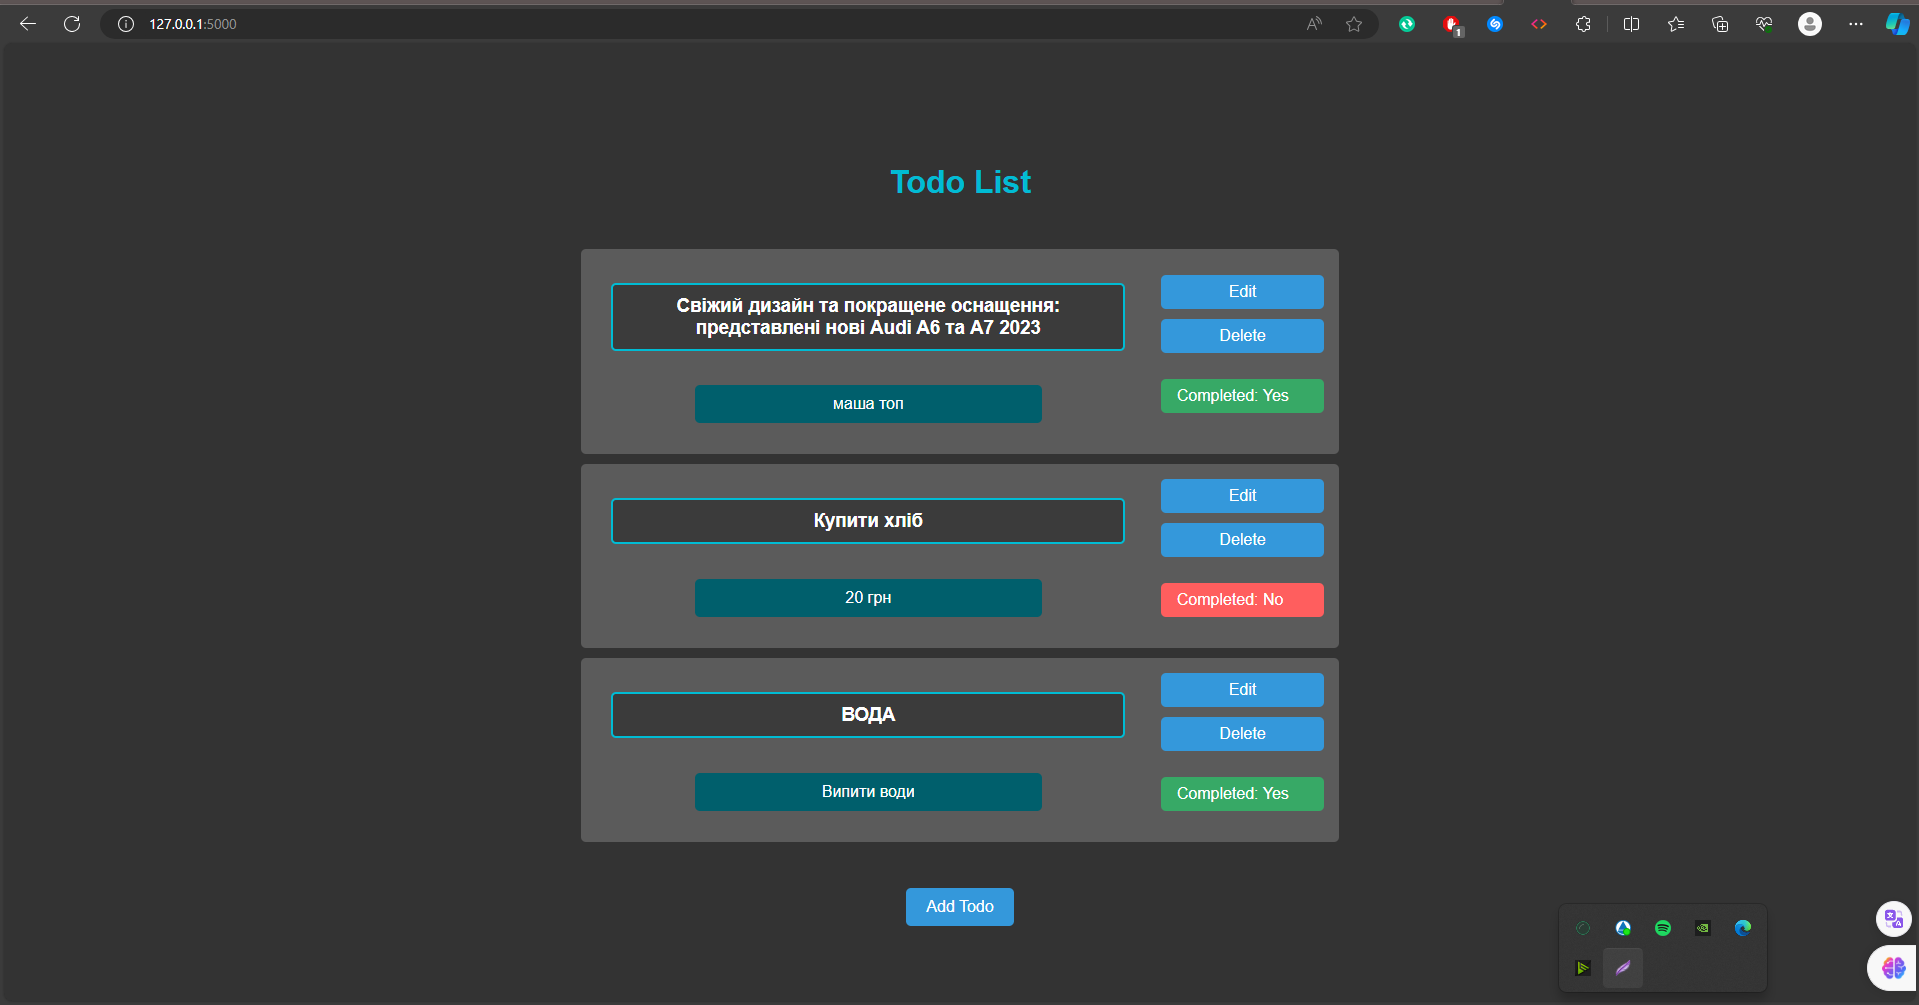 127.0.0.1:5000
1
Todo List
Свіжий дизайн та покращене оснащення:
представлені нові Audi A6 та A7 2023
Edit
Delete
маша топ
Completed: Yes
Купити хліб
Edit
Delete
20 грн
Completed: No
ВОДА
Edit
Delete
Випити води
Completed: Yes
Add Todo